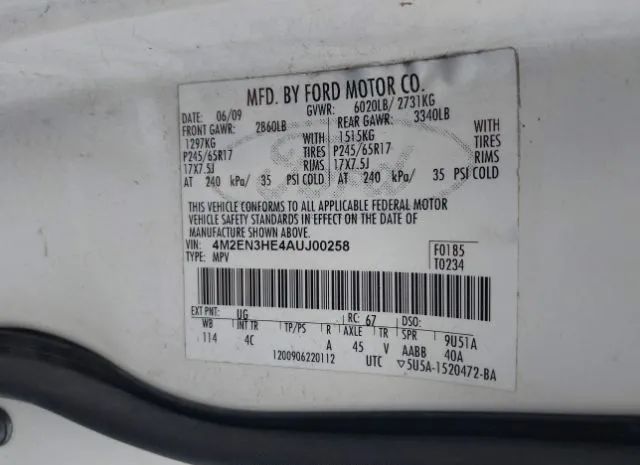 MFD. BY FORD MOTOR CO.
DATE: 06/09 GVWR: 6020LB/ 2731KG
FRONT GAWR: 2860LB REAR GAWR: 3340LB
1297KG WITH 1515KG WITH
P245/65R17 TIRES P245/65R17 TIRES
17X7.5J RIMS 17X7.5J RIMS
AT 240 kPa/ 35 PSI COLD AT 240 kPa/ 35 PSI COLD
THIS VEHICLE CONFORMS TO ALL APPLICABLE FEDERAL MOTOR
VEHICLE SAFETY STANDARDS IN EFFECT ON THE DATE OF
MANUFACTURE SHOWN ABOVE.
VIN: 4M2EN3HE4AUJ00258 F0185
TYPE: MPV T0234
EXT PNT: UG RC: 67 DSO:
WB INT TR TP/PS R AXLE TR SPR 9U51A
114 4C A 45 V AABB 40A
1200906220112 UTC ▽5U5A-1520472-BA